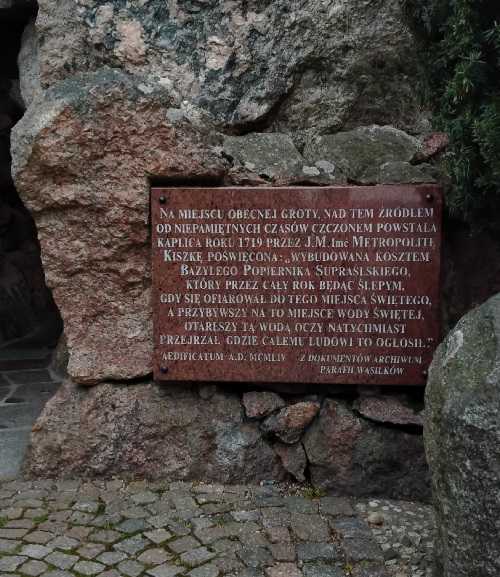 NA MIEJSCU OBECNEJ GROTY, NAD TEM ŹRÓDŁEM
OD NIEPAMIĘTNYCH CZASÓW CZCZONEM POWSTAŁA
KAPLICA ROKU 1719 PRZEZ J.M. Imć METROPOLITĘ
KISZKĘ POŚWIĘCONA: „WYBUDOWANA KOSZTEM
BAZYLEGO POPIERNIKA SUPRAŚLSKIEGO,
KTÓRY PRZEZ CAŁY ROK BĘDĄC ŚLEPYM,
GDY SIĘ OFIAROWAŁ DO TEGO MIEJSCA ŚWIĘTEGO,
A PRZYBYWSZY NA TO MIEJSCE WODY ŚWIĘTEJ,
OTARŁSZY TĄ WODĄ OCZY NATYCHMIAST
PRZEJRZAŁ GDZIE CAŁEMU LUDOWI TO OGŁOSIŁ."
AEDIFICATUM A.D. MCMLIV Z DOKUMENTÓW ARCHIWUM
PARAFII WASILKÓW